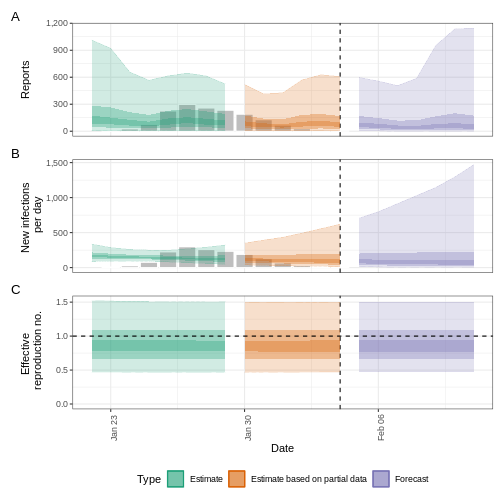 A
1,200
900
600
300
0
Reports
B
1,500
1,000
500
0
New infections
per day
C
1.5
1.0
0.5
0.0
Effective
reproduction no.
Jan 23
Jan 30
Feb 06
Date
Type Estimate Estimate based on partial data Forecast